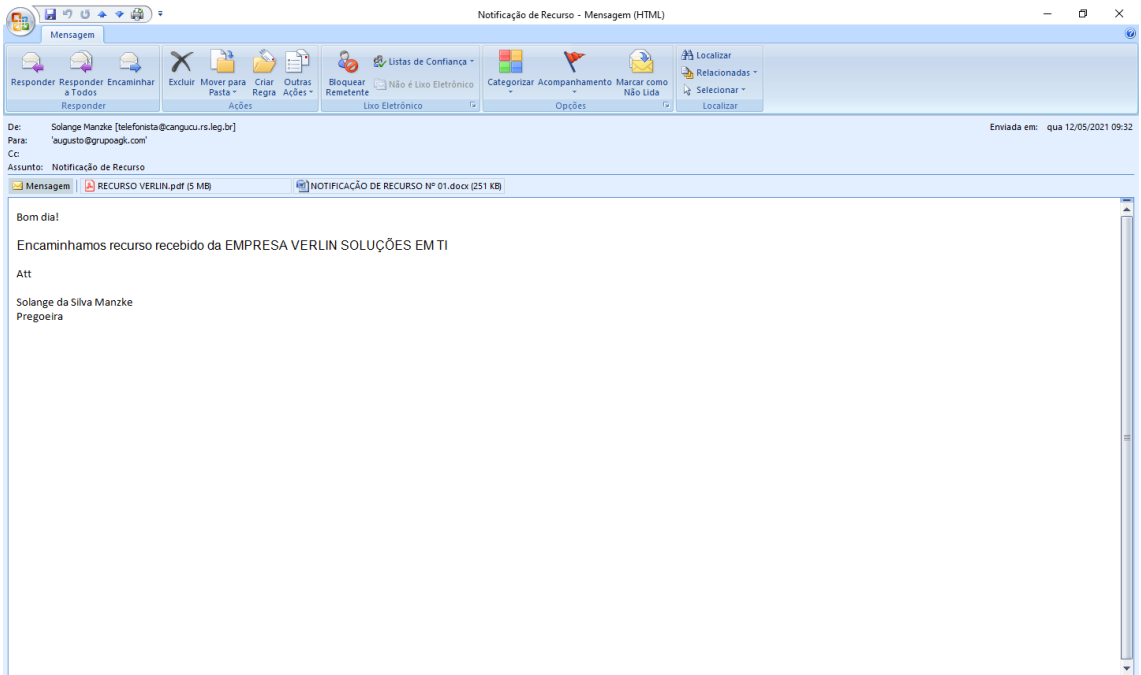 Notificação de Recurso - Mensagem (HTML)
Mensagem
Responder Responder a Todos Encaminhar
Responder
Excluir Mover para Pasta Criar Regra Outras Ações
Ações
Bloquear Remetente
Listas de Confiança
Não é Lixo Eletrônico
Lixo Eletrônico
Categorizar Acompanhamento Marcar como Não Lida
Opções
Localizar
Relacionadas
Selecionar
Localizar
De: Solange Manzke [telefonista@cangucu.rs.leg.br] Enviada em: qua 12/05/2021 09:32
Para: 'augusto@grupoagk.com'
Cc:
Assunto: Notificação de Recurso
Mensagem RECURSO VERLIN.pdf (5 MB) NOTIFICAÇÃO DE RECURSO Nº 01.docx (251 KB)
Bom dia!
Encaminhamos recurso recebido da EMPRESA VERLIN SOLUÇÕES EM TI
Att
Solange da Silva Manzke
Pregoeira